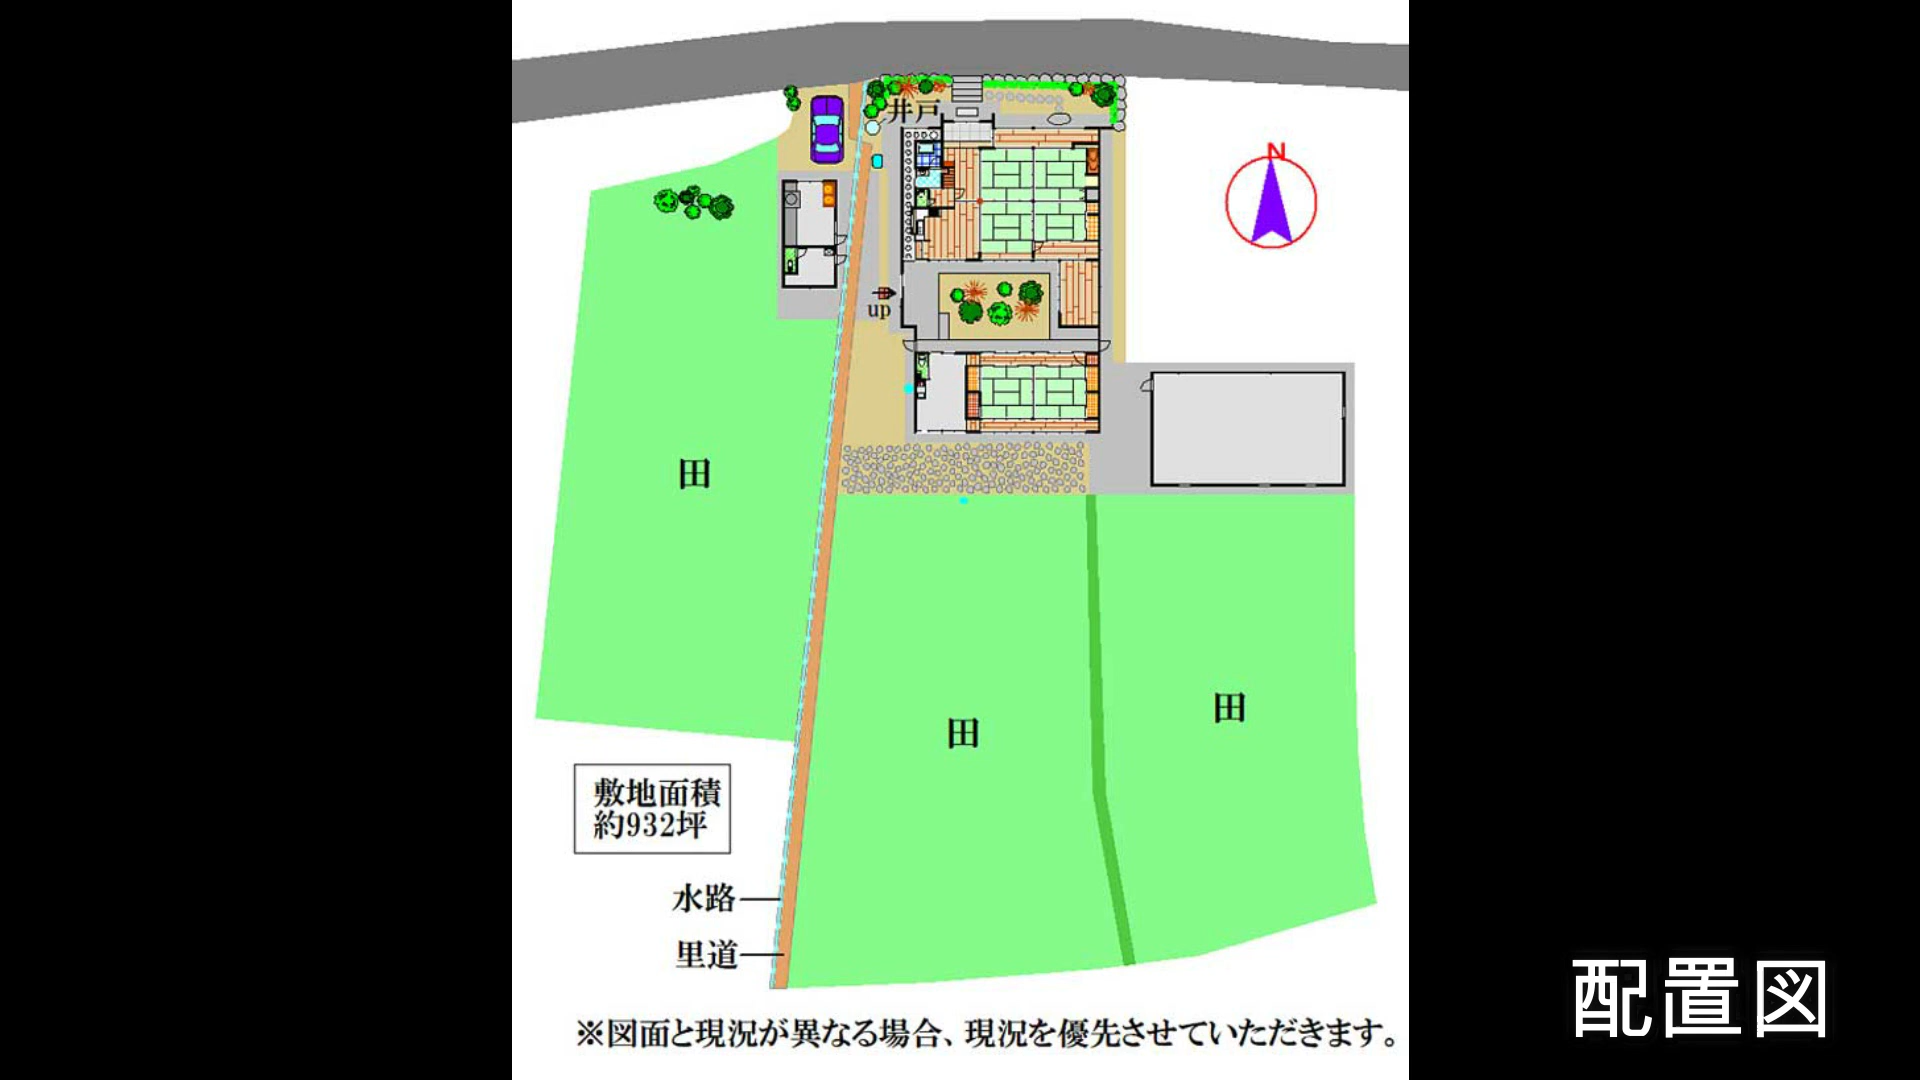 井戸
N
up
田
田
田
敷地面積
約932坪
水路
里道
※図面と現況が異なる場合、現況を優先させていただきます。
配置図